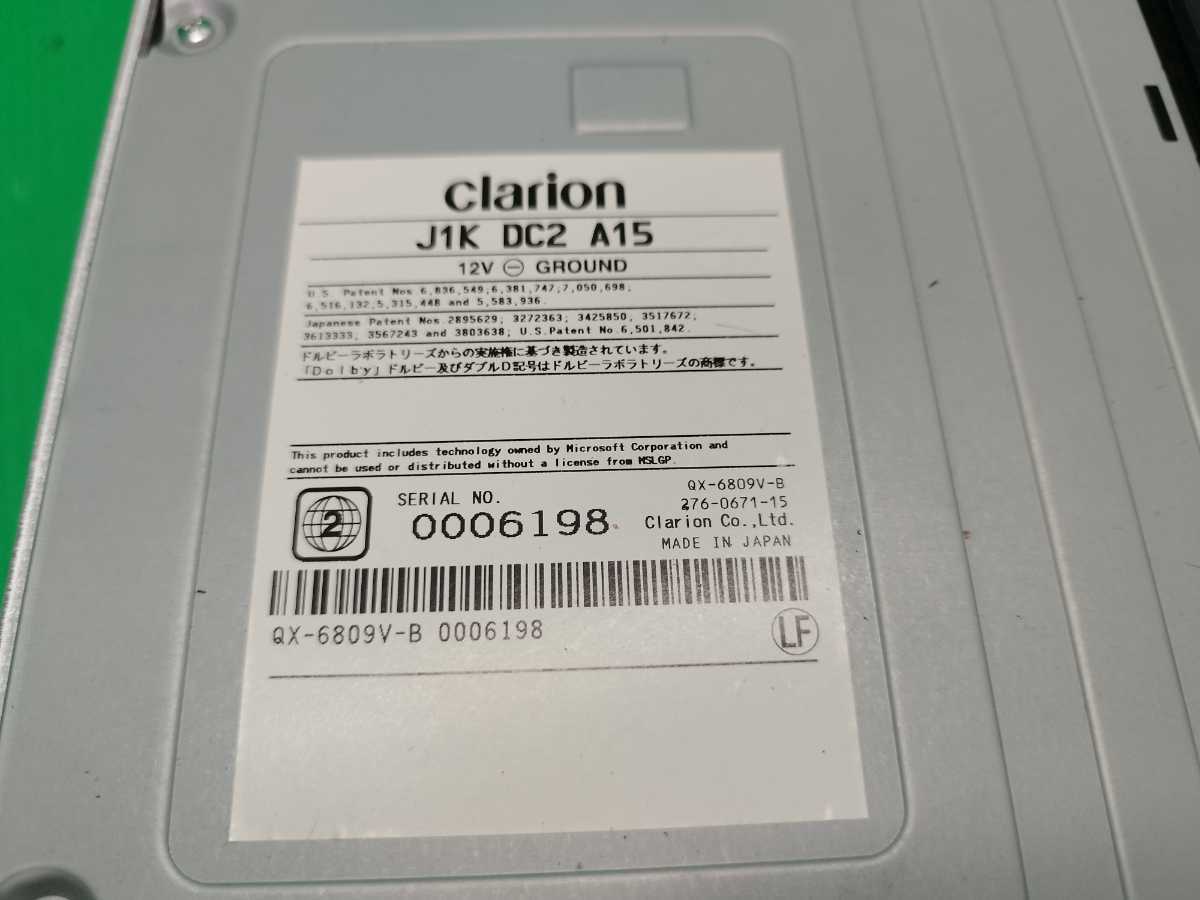 clarion
J1K DC2 A15
12V ⊖ GROUND
U.S. Patent Nos 6,836,549;6,381,747;7,050,698;
6,516,132;5,315,448 and 5,583,936.
Japanese Patent Nos.2895629; 3272363; 3425850, 3517672,
3613333, 3567243 and 3803638; U.S.Patent No.6,501,842.
ドルビーラボラトリーズからの実施権に基づき製造されています。
「Dolby」ドルビー及びダブルD記号はドルビーラボラトリーズの商標です。
This product includes technology owned by Microsoft Corporation and
cannot be used or distributed without a license from MSLGP.
2
SERIAL NO.
0006198
QX-6809V-B
276-0671-15
Clarion Co.,Ltd.
MADE IN JAPAN
QX-6809V-B 0006198
LF